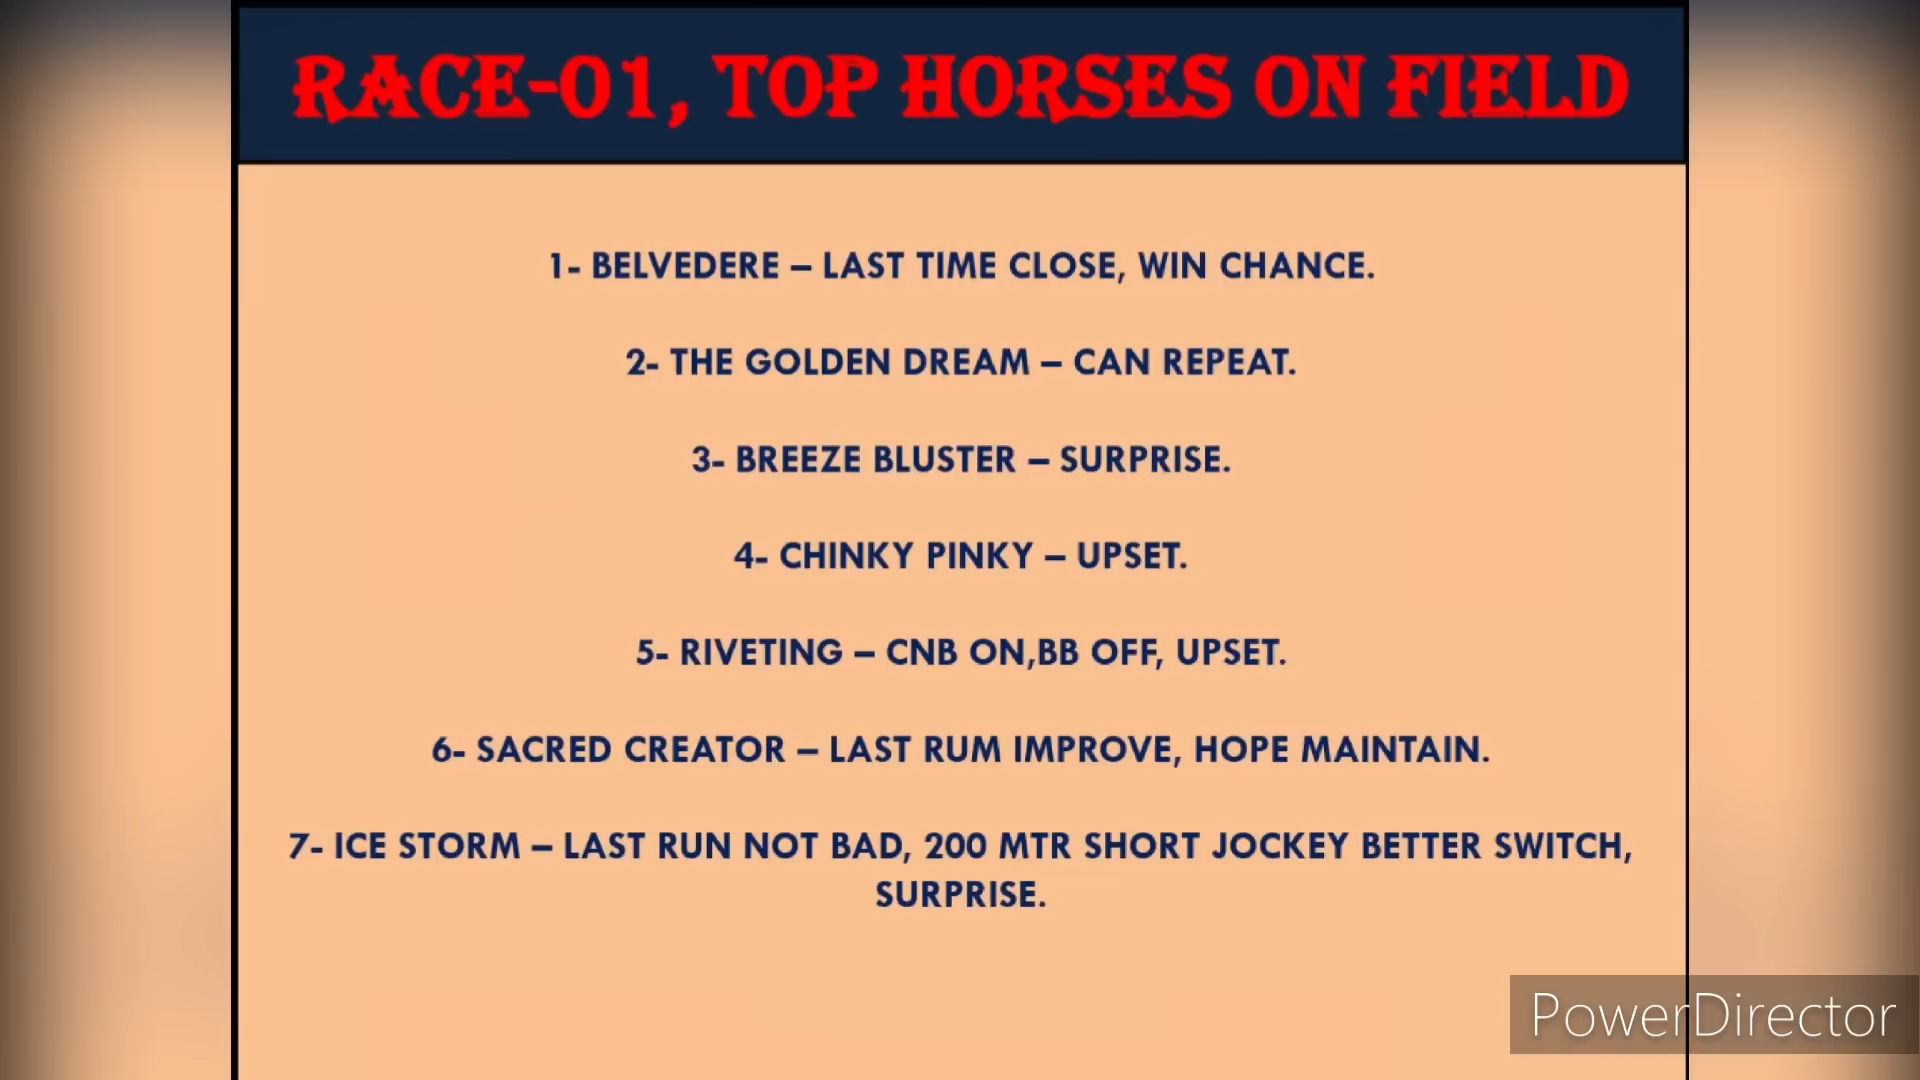 RACE-01, TOP HORSES ON FIELD
1- BELVEDERE – LAST TIME CLOSE, WIN CHANCE.
2- THE GOLDEN DREAM – CAN REPEAT.
3- BREEZE BLUSTER – SURPRISE.
4- CHINKY PINKY – UPSET.
5- RIVETING – CNB ON,BB OFF, UPSET.
6- SACRED CREATOR – LAST RUM IMPROVE, HOPE MAINTAIN.
7- ICE STORM – LAST RUN NOT BAD, 200 MTR SHORT JOCKEY BETTER SWITCH,
SURPRISE.
PowerDirector